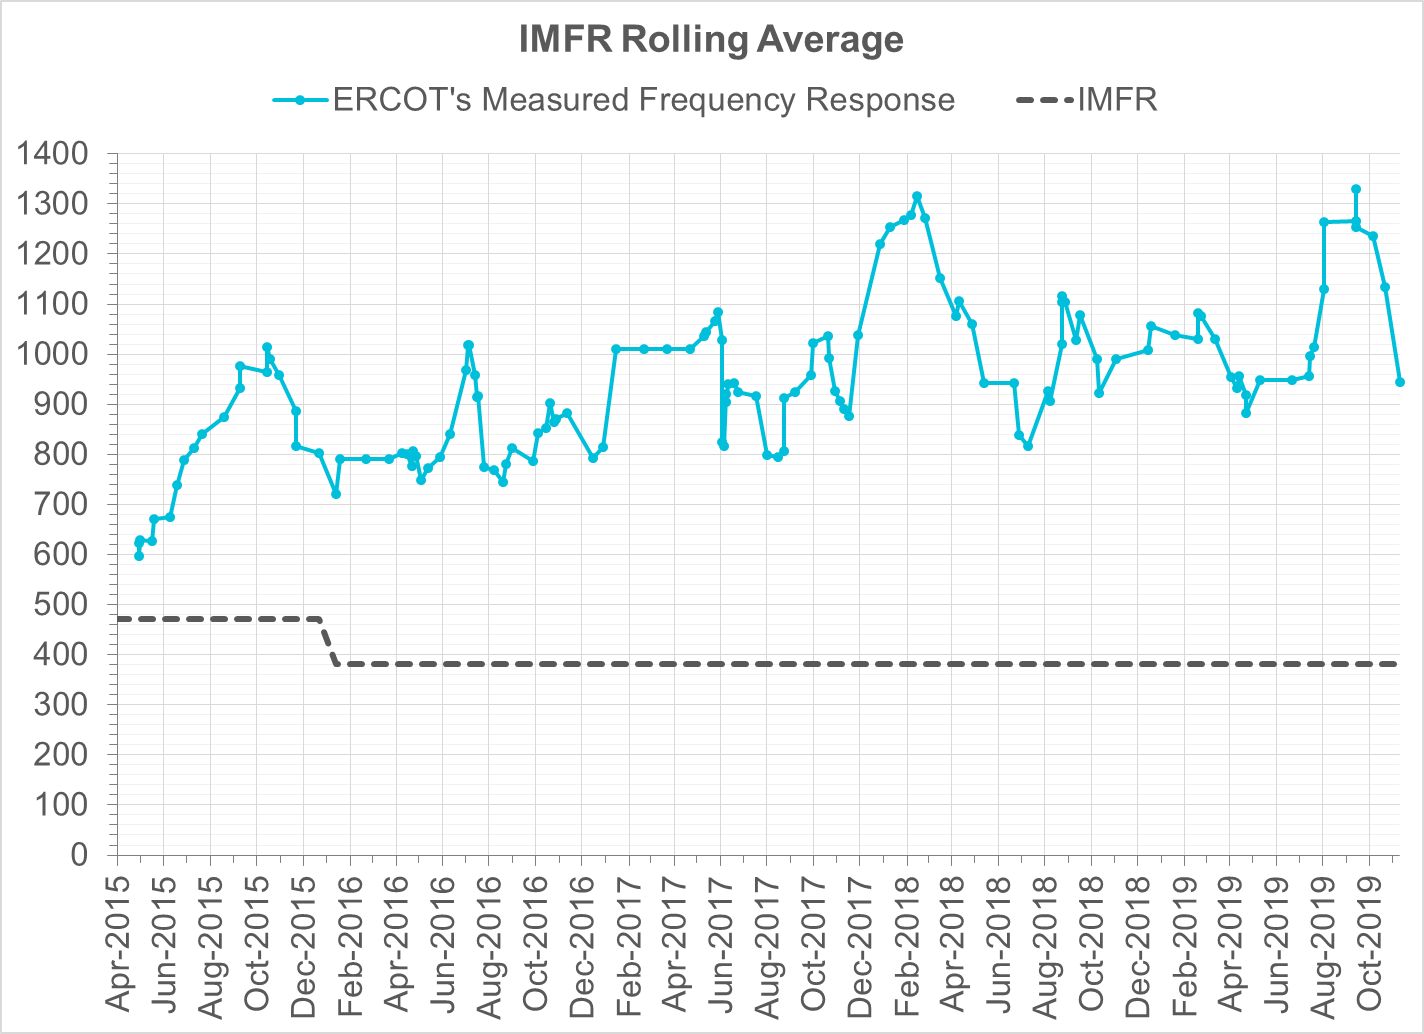 IMFR Rolling Average
ERCOT's Measured Frequency Response IMFR
1400
1300
1200
1100
1000
900
800
700
600
500
400
300
200
100
0
Apr-2015
Jun-2015
Aug-2015
Oct-2015
Dec-2015
Feb-2016
Apr-2016
Jun-2016
Aug-2016
Oct-2016
Dec-2016
Feb-2017
Apr-2017
Jun-2017
Aug-2017
Oct-2017
Dec-2017
Feb-2018
Apr-2018
Jun-2018
Aug-2018
Oct-2018
Dec-2018
Feb-2019
Apr-2019
Jun-2019
Aug-2019
Oct-2019